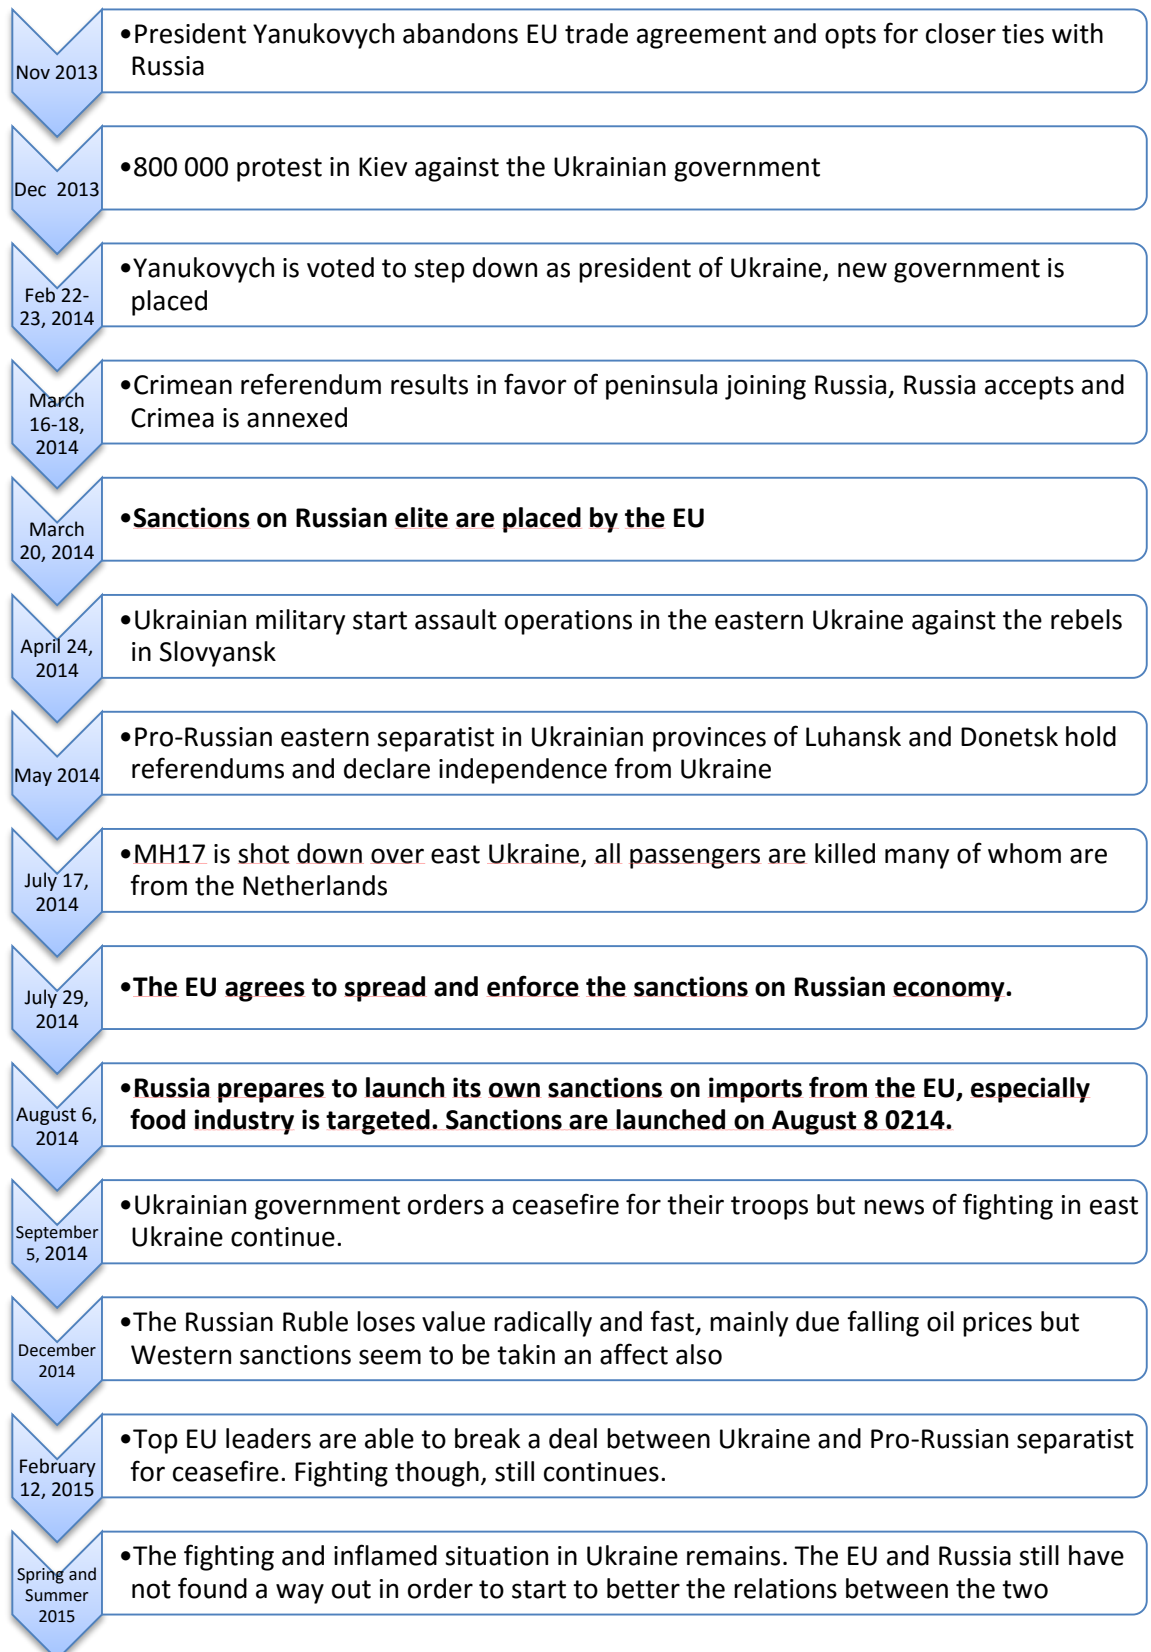 Nov 2013
•President Yanukovych abandons EU trade agreement and opts for closer ties with
Russia
Dec  2013
•800 000 protest in Kiev against the Ukrainian government
Feb 22-
23, 2014
•Yanukovych is voted to step down as president of Ukraine, new government is
placed
March
16-18,
2014
•Crimean referendum results in favor of peninsula joining Russia, Russia accepts and
Crimea is annexed
March
20, 2014
•Sanctions on Russian elite are placed by the EU
April 24,
2014
•Ukrainian military start assault operations in the eastern Ukraine against the rebels
in Slovyansk
May 2014
•Pro-Russian eastern separatist in Ukrainian provinces of Luhansk and Donetsk hold
referendums and declare independence from Ukraine
July 17,
2014
•MH17 is shot down over east Ukraine, all passengers are killed many of whom are
from the Netherlands
July 29,
2014
•The EU agrees to spread and enforce the sanctions on Russian economy.
August 6,
2014
•Russia prepares to launch its own sanctions on imports from the EU, especially
food industry is targeted. Sanctions are launched on August 8 0214.
September
5, 2014
•Ukrainian government orders a ceasefire for their troops but news of fighting in east
Ukraine continue.
December
2014
•The Russian Ruble loses value radically and fast, mainly due falling oil prices but
Western sanctions seem to be takin an affect also
February
12, 2015
•Top EU leaders are able to break a deal between Ukraine and Pro-Russian separatist
for ceasefire. Fighting though, still continues.
Spring and
Summer
2015
•The fighting and inflamed situation in Ukraine remains. The EU and Russia still have
not found a way out in order to start to better the relations between the two